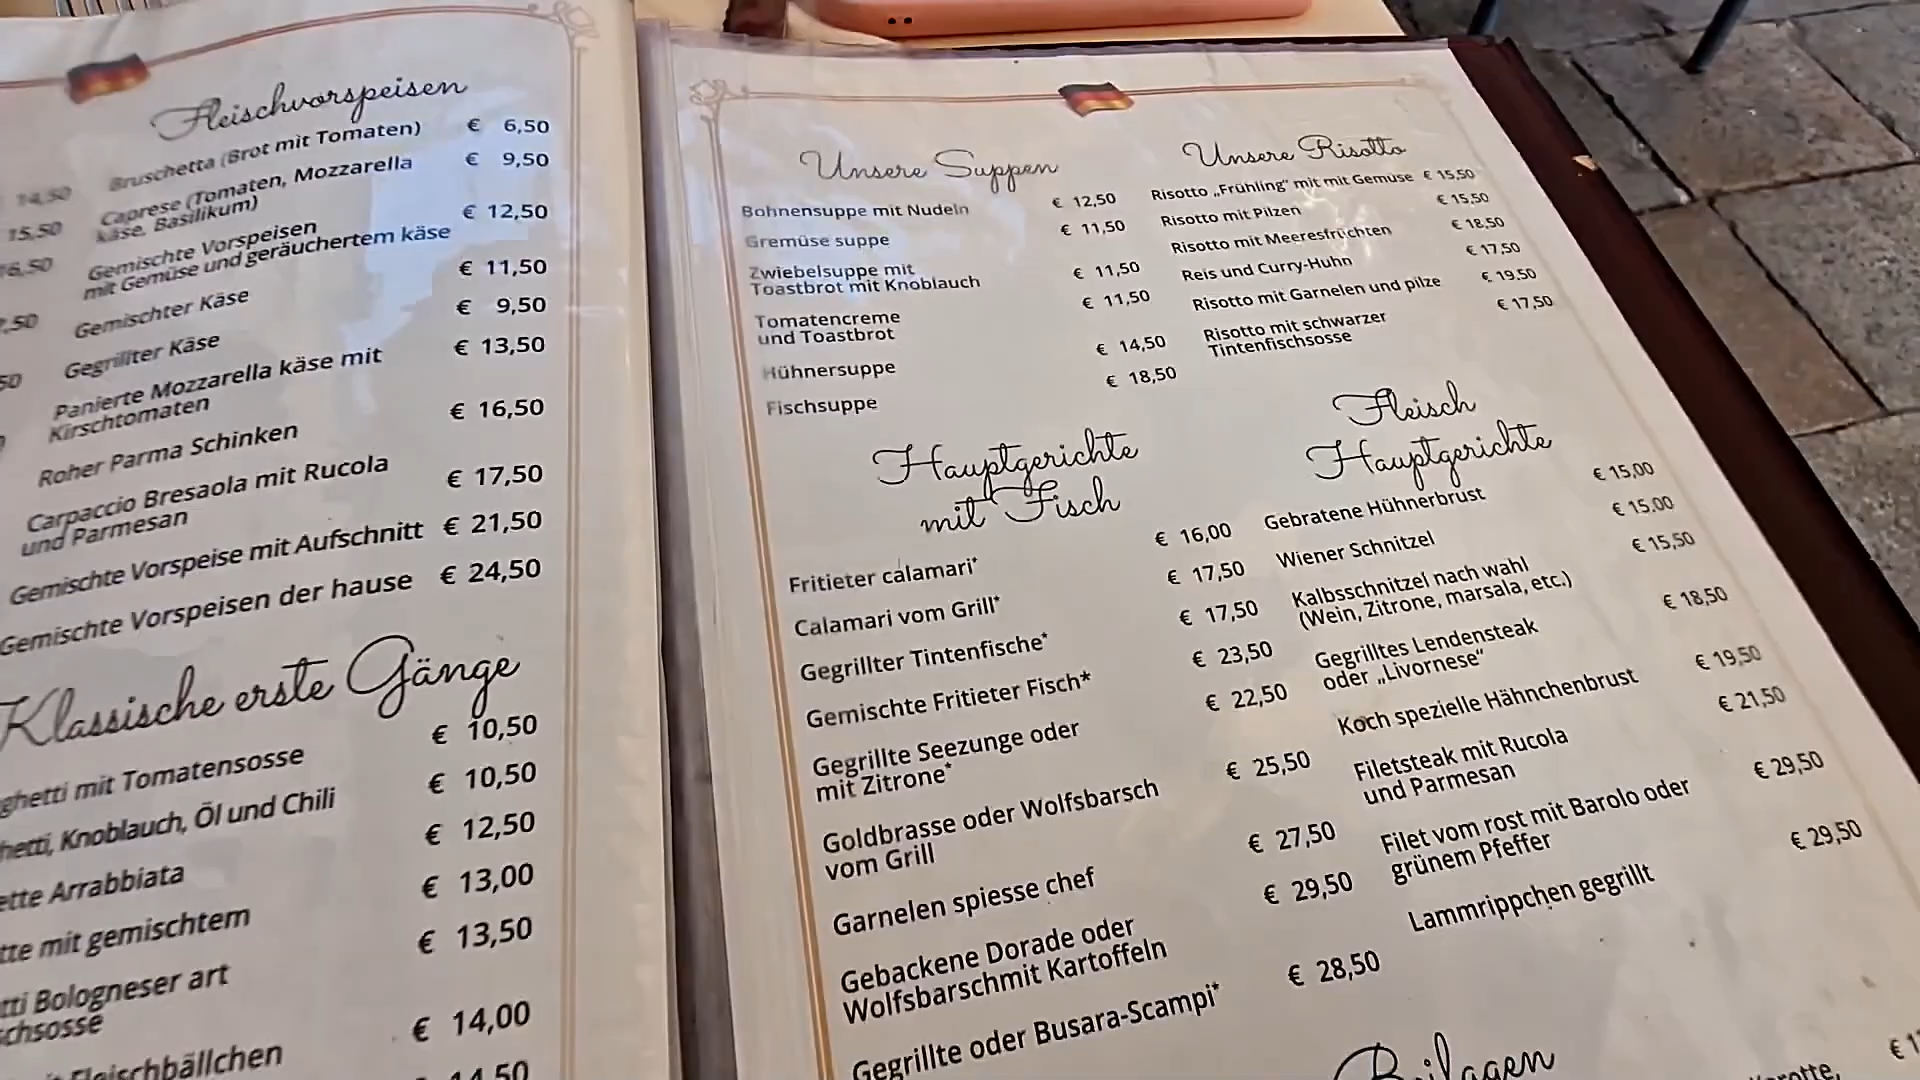 14,50
15,50
16,50
Fleischvorspeisen
Bruschetta (Brot mit Tomaten) € 6,50
Caprese (Tomaten, Mozzarella € 9,50
käse, Basilikum)
Gemischte Vorspeisen € 12,50
mit Gemüse und geräuchertem käse
Gemischter Käse € 11,50
Gegrillter Käse € 9,50
Panierte Mozzarella käse mit € 13,50
Kirschtomaten
Roher Parma Schinken € 16,50
Carpaccio Bresaola mit Rucola € 17,50
und Parmesan
Gemischte Vorspeise mit Aufschnitt € 21,50
Gemischte Vorspeisen der hause € 24,50
Klassische erste Gänge
mit Tomatensosse € 10,50
Knoblauch, Öl und Chili € 10,50
Arrabbiata € 12,50
mit gemischtem € 13,00
Bologneser art € 13,50
Fleischbällchen € 14,00
14,50
Unsere Suppen
Bohnensuppe mit Nudeln € 12,50
Gremüse suppe € 11,50
Zwiebelsuppe mit € 11,50
Toastbrot mit Knoblauch
Tomatencreme € 11,50
und Toastbrot
Hühnersuppe € 14,50
Fischsuppe € 18,50
Hauptgerichte
mit Fisch
Fritieter calamari* € 16,00
Calamari vom Grill* € 17,50
Gegrillter Tintenfische* € 17,50
Gemischte Fritieter Fisch* € 23,50
Gegrillte Seezunge oder € 22,50
mit Zitrone*
Goldbrasse oder Wolfsbarsch € 25,50
vom Grill
Garnelen spiesse chef € 27,50
Gebackene Dorade oder € 29,50
Wolfsbarschmit Kartoffeln
Gegrillte oder Busara-Scampi* € 28,50
Unsere Risotto
Risotto „Frühling" mit mit Gemüse € 15,50
Risotto mit Pilzen € 15,50
Risotto mit Meeresfrüchten € 18,50
Reis und Curry-Huhn € 17,50
Risotto mit Garnelen und pilze € 19,50
Risotto mit schwarzer € 17,50
Tintenfischsosse
Fleisch
Hauptgerichte
Gebratene Hühnerbrust € 15,00
Wiener Schnitzel € 15,00
Kalbsschnitzel nach wahl € 15,50
(Wein, Zitrone, marsala, etc.)
Gegrilltes Lendensteak € 18,50
oder „Livornese"
Koch spezielle Hähnchenbrust € 19,50
Filetsteak mit Rucola € 21,50
und Parmesan
Filet vom rost mit Barolo oder € 29,50
grünem Pfeffer
Lammrippchen gegrillt € 29,50
Beilagen